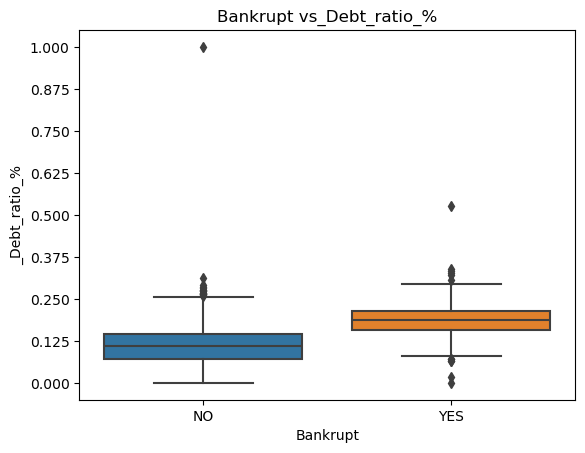 Bankrupt vs_Debt_ratio_%
1.000
0.875
0.750
0.625
0.500
0.375
0.250
0.125
0.000
_Debt_ratio_%
NO
YES
Bankrupt